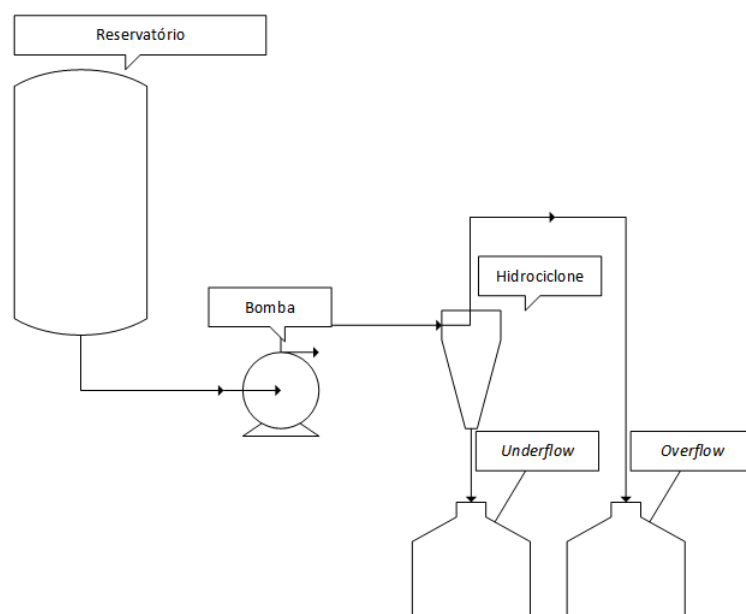 Reservatório
Hidrociclone
Bomba
Underflow
Overflow